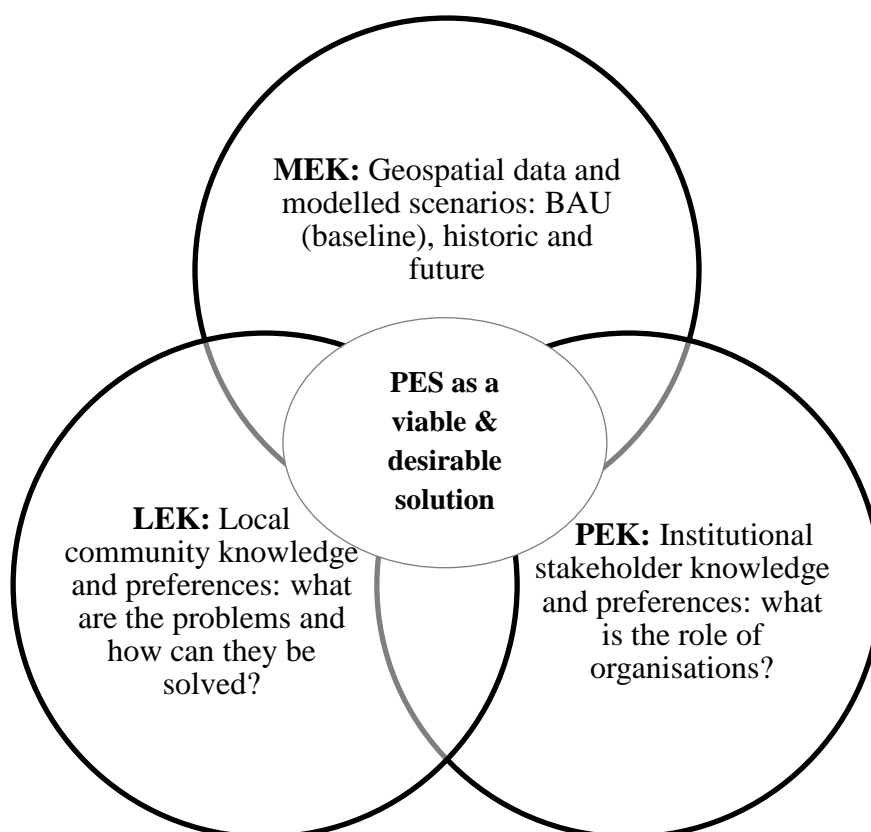 MEK: Geospatial data and
modelled scenarios: BAU
(baseline), historic and
future
PES as a
viable &
desirable
solution
LEK: Local
community knowledge
and preferences: what
are the problems and
how can they be
solved?
PEK: Institutional
stakeholder knowledge
and preferences: what
is the role of
organisations?